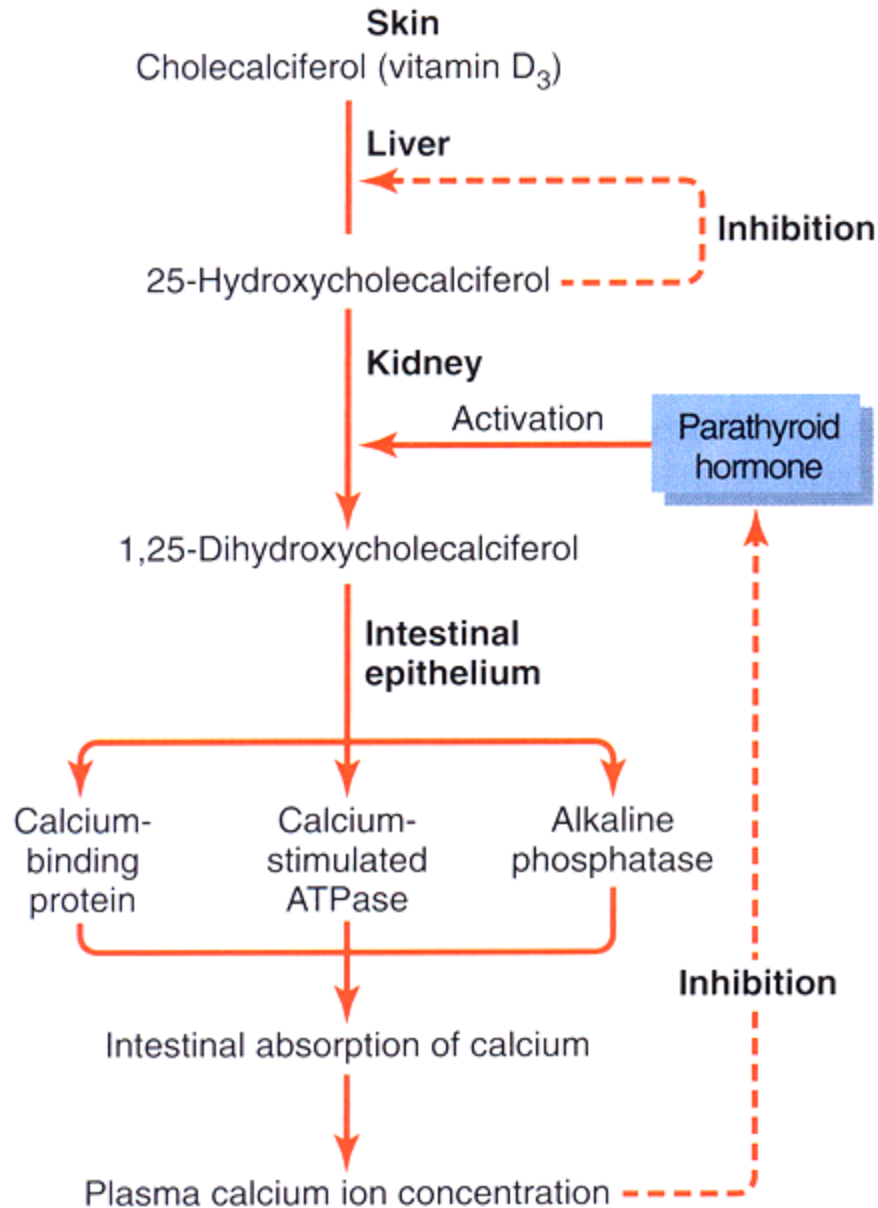 Skin
Cholecalciferol (vitamin D3)
Liver
Inhibition
25-Hydroxycholecalciferol
Kidney
Activation
Parathyroid
hormone
1,25-Dihydroxycholecalciferol
Intestinal
epithelium
Calcium-
binding
protein
Calcium-
stimulated
ATPase
Alkaline
phosphatase
Inhibition
Intestinal absorption of calcium
Plasma calcium ion concentration